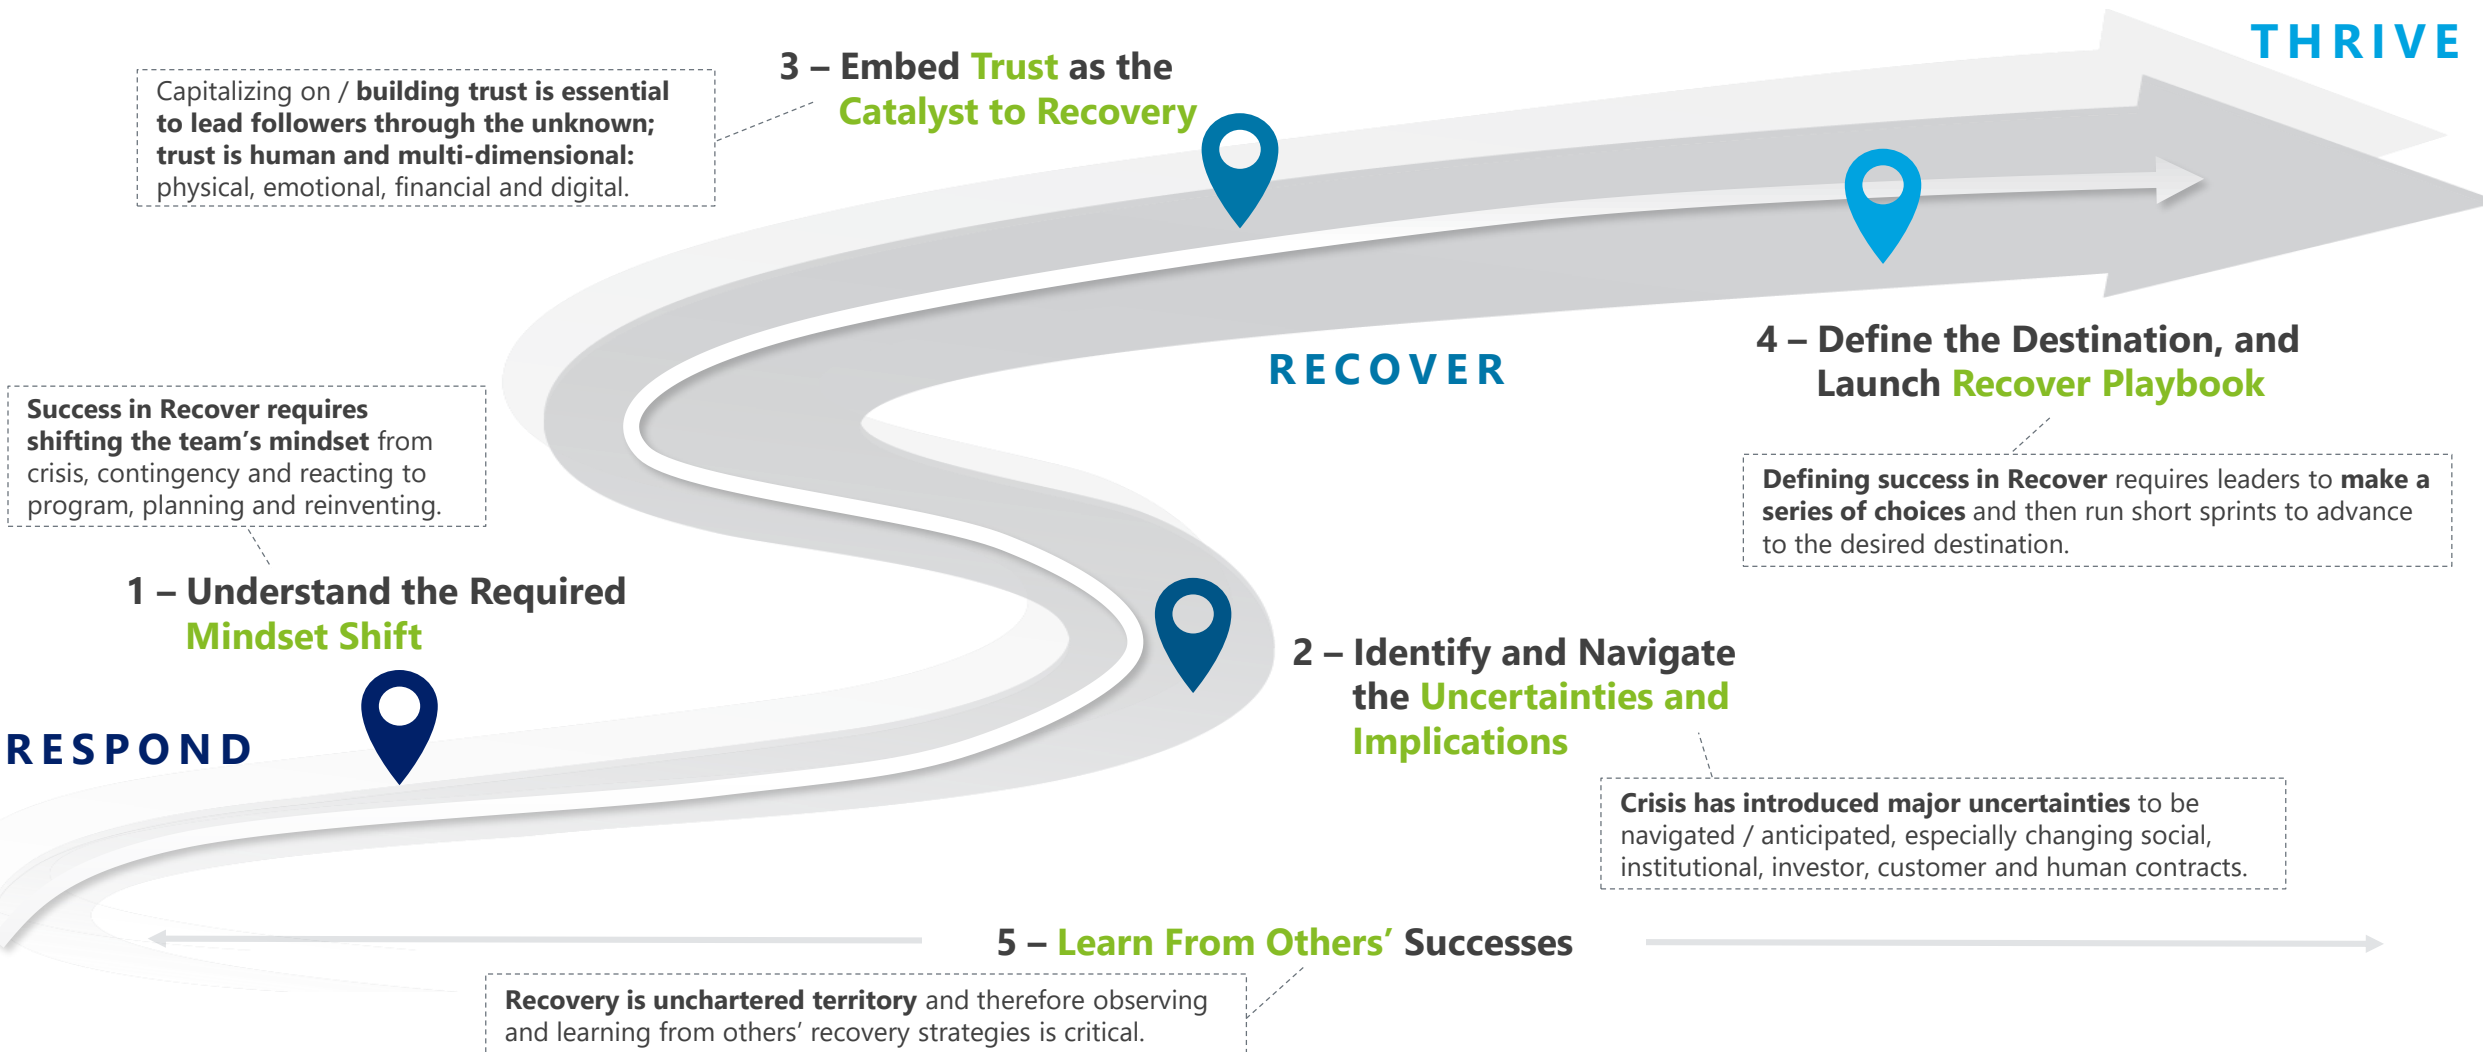 THRIVE
3 – Embed Trust as the
Catalyst to Recovery
Capitalizing on / building trust is essential
to lead followers through the unknown;
trust is human and multi-dimensional:
physical, emotional, financial and digital.
RECOVER
4 – Define the Destination, and
Launch Recover Playbook
Defining success in Recover requires leaders to make a
series of choices and then run short sprints to advance
to the desired destination.
Success in Recover requires
shifting the team’s mindset from
crisis, contingency and reacting to
program, planning and reinventing.
1 – Understand the Required
Mindset Shift
RESPOND
2 – Identify and Navigate
the Uncertainties and
Implications
Crisis has introduced major uncertainties to be
navigated / anticipated, especially changing social,
institutional, investor, customer and human contracts.
5 – Learn From Others’ Successes
Recovery is unchartered territory and therefore observing
and learning from others’ recovery strategies is critical.